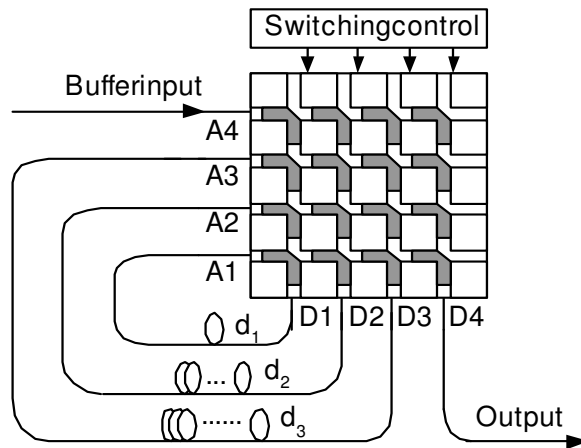 Switchingcontrol
Bufferinput
A4
A3
A2
A1
D1 D2 D3 D4
d1
... d2
...... d3
Output